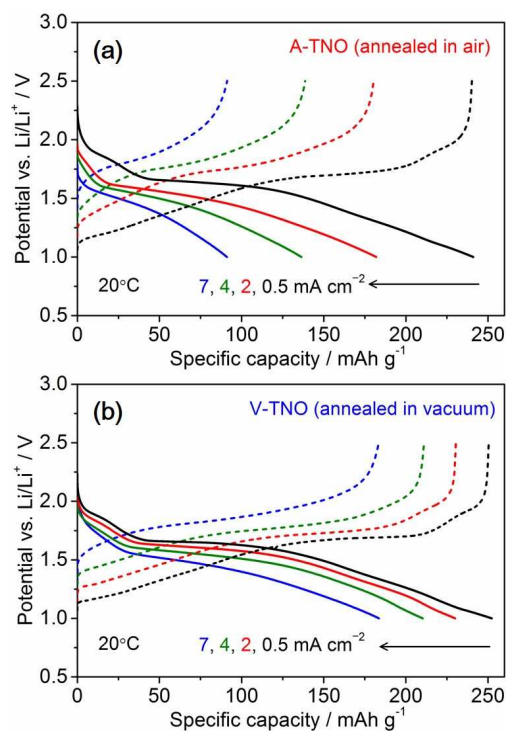 3.0
(a)
A-TNO (annealed in air)
2.5
2.0
1.5
1.0
0.5
Potential vs. Li/Li⁺ / V
20°C
7, 4, 2, 0.5 mA cm⁻²
0 50 100 150 200 250
Specific capacity / mAh g⁻¹
3.0
(b)
V-TNO (annealed in vacuum)
2.5
2.0
1.5
1.0
0.5
Potential vs. Li/Li⁺ / V
20°C
7, 4, 2, 0.5 mA cm⁻²
0 50 100 150 200 250
Specific capacity / mAh g⁻¹